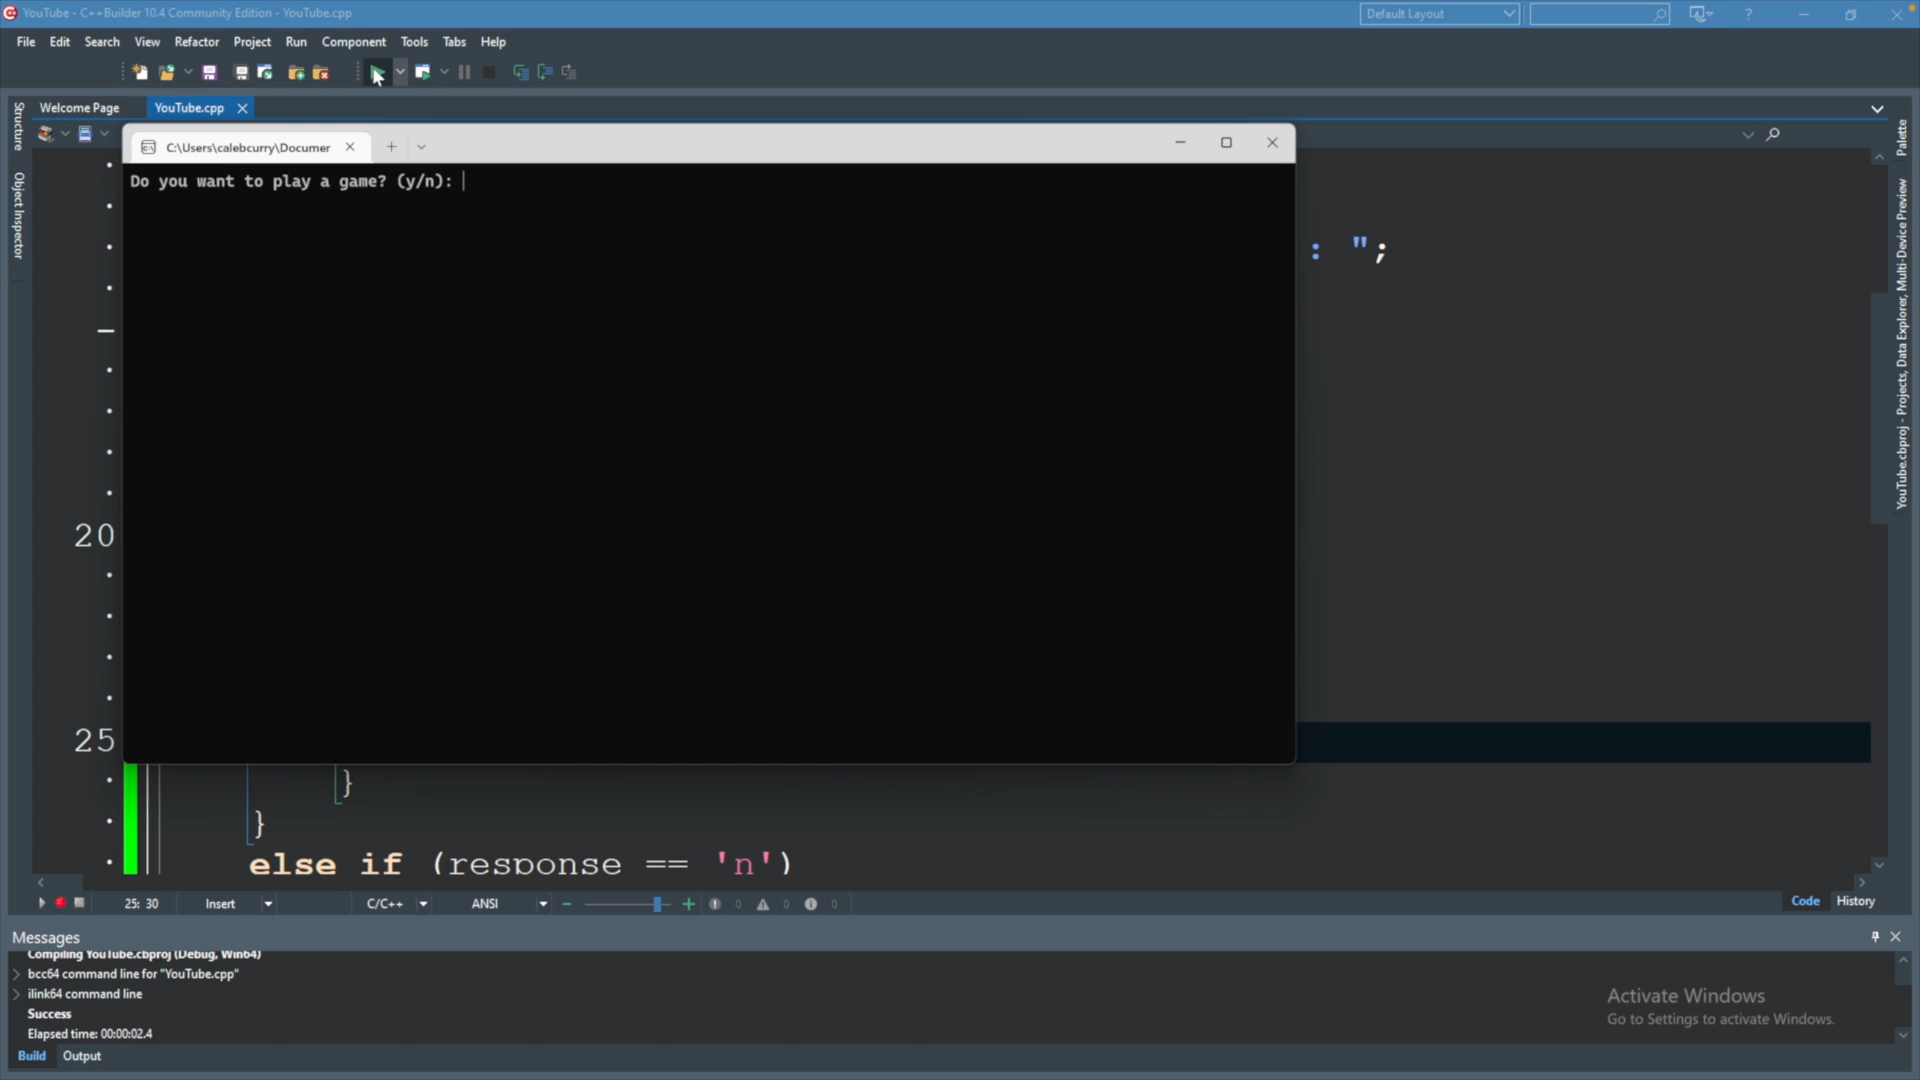 YouTube - C++Builder 10.4 Community Edition - YouTube.cpp
Default Layout
?
File Edit Search View Refactor Project Run Component Tools Tabs Help
Welcome Page YouTube.cpp
Structure
Object Inspector
Palette
YouTube.cbproj - Projects, Data Explorer, Multi-Device Preview
C:\Users\calebcurry\Documer
Do you want to play a game? (y/n):
: ";
20
25
}
}
else if (response == 'n')
25: 30 Insert C/C++ ANSI 0 0 0
Code History
Messages
Compiling YouTube.cbproj (Debug, Win64)
bcc64 command line for "YouTube.cpp"
ilink64 command line
Success
Elapsed time: 00:00:02.4
Build Output
Activate Windows
Go to Settings to activate Windows.